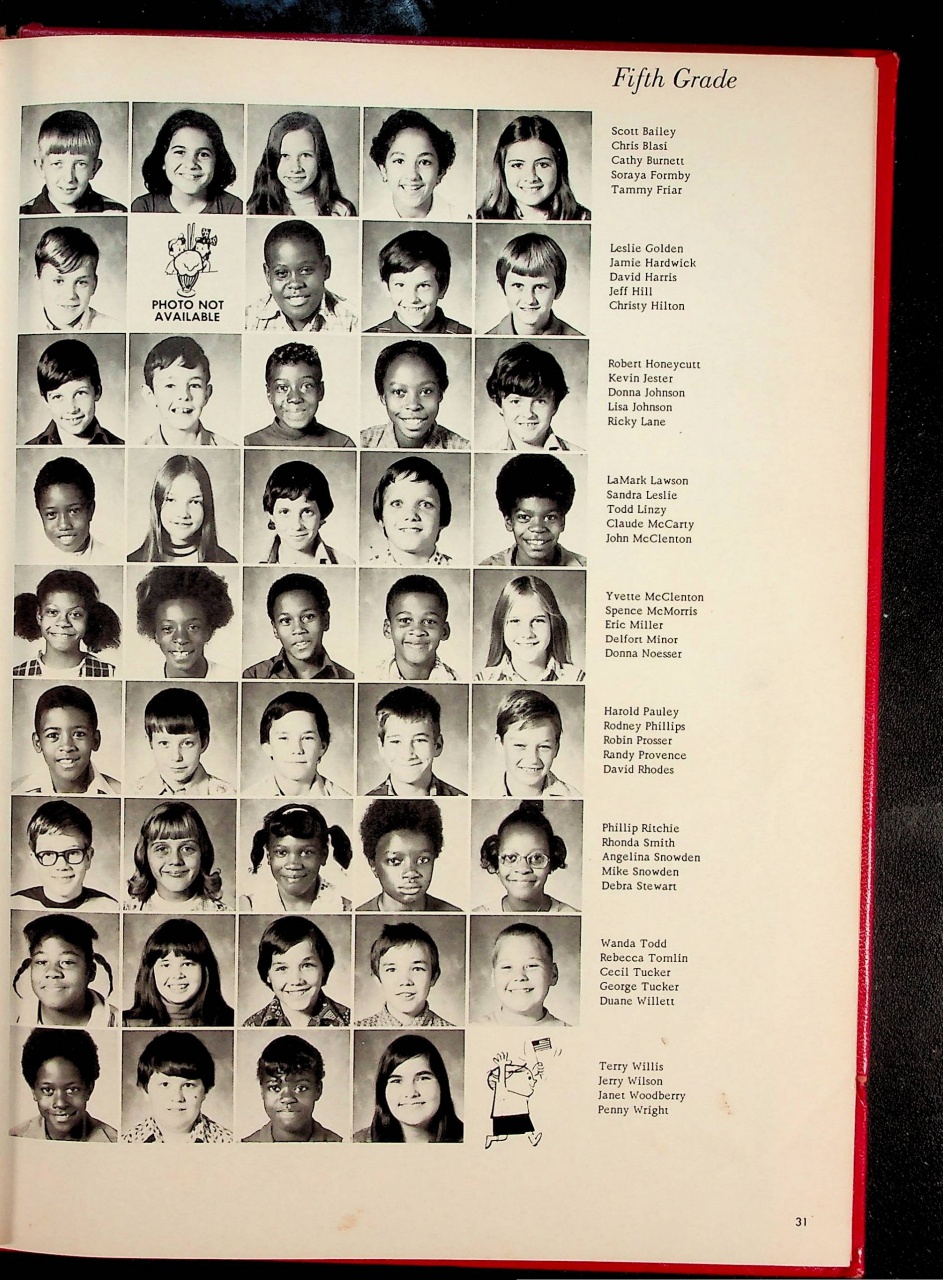 Fifth Grade
Scott Bailey
Chris Blasi
Cathy Burnett
Soraya Formby
Tammy Friar
PHOTO NOT
AVAILABLE
Leslie Golden
Jamie Hardwick
David Harris
Jeff Hill
Christy Hilton
Robert Honeycutt
Kevin Jester
Donna Johnson
Lisa Johnson
Ricky Lane
LaMark Lawson
Sandra Leslie
Todd Linzy
Claude McCarty
John McClenton
Yvette McClenton
Spence McMorris
Eric Miller
Delfort Minor
Donna Noesser
Harold Pauley
Rodney Phillips
Robin Prosser
Randy Provence
David Rhodes
Phillip Ritchie
Rhonda Smith
Angelina Snowden
Mike Snowden
Debra Stewart
Wanda Todd
Rebecca Tomlin
Cecil Tucker
George Tucker
Duane Willett
Terry Willis
Jerry Wilson
Janet Woodberry
Penny Wright
31